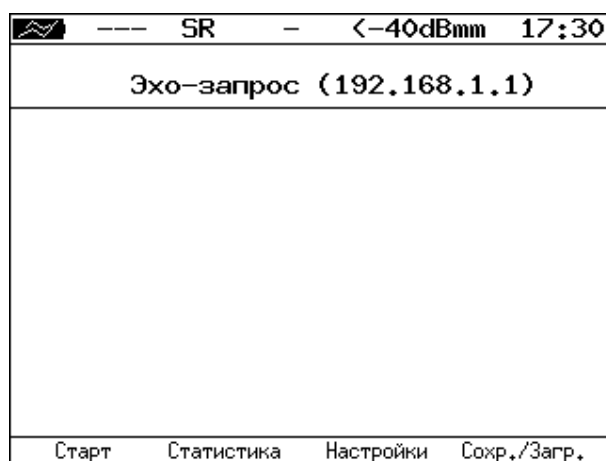 --- SR - <-40dBmm 17:30
Эхо-запрос (192.168.1.1)
Старт Статистика Настройки Сохр./Загр.